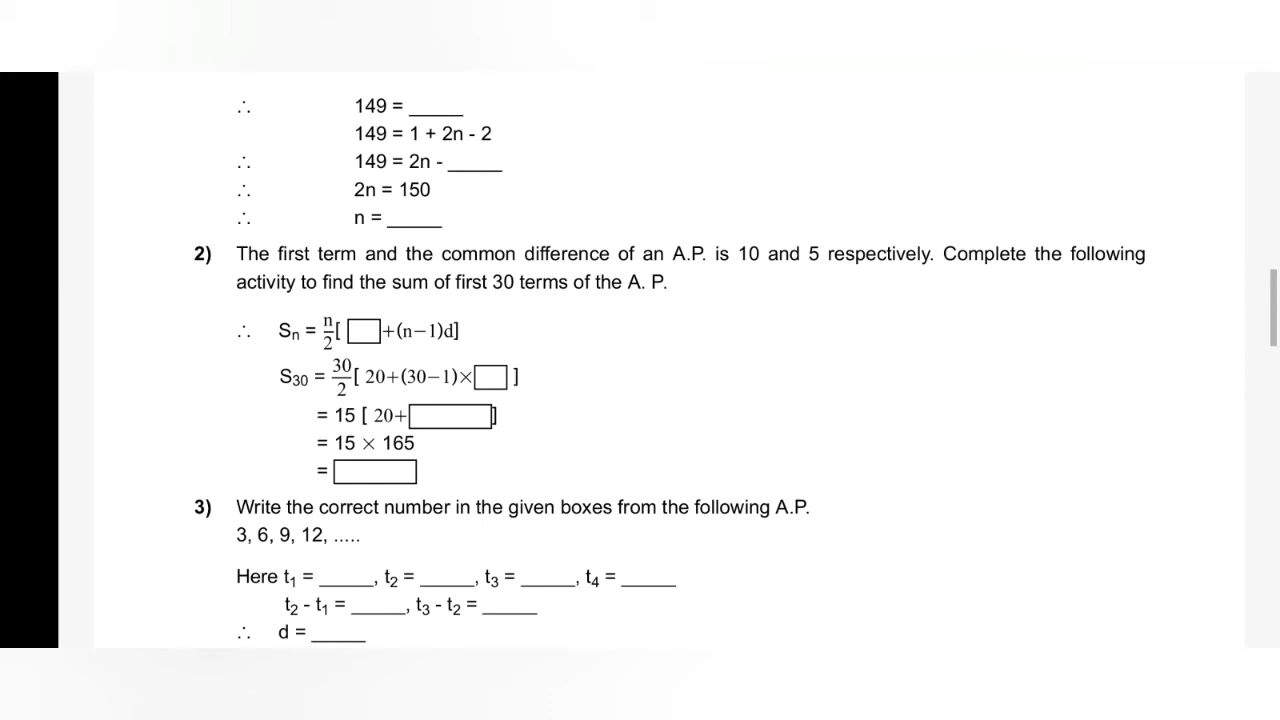 ∴ 149 = _____
149 = 1 + 2n - 2
∴ 149 = 2n - _____
∴ 2n = 150
∴ n = _____
2) The first term and the common difference of an A.P. is 10 and 5 respectively. Complete the following
activity to find the sum of first 30 terms of the A. P.
∴ Sₙ = n/2[ □+(n−1)d]
S₃₀ = 30/2[ 20+(30−1)×□ ]
= 15 [ 20+□]
= 15 × 165
= □
3) Write the correct number in the given boxes from the following A.P.
3, 6, 9, 12, .....
Here t₁ = _____, t₂ = _____, t₃ = _____, t₄ = _____
t₂ - t₁ = _____, t₃ - t₂ = _____
∴ d = _____